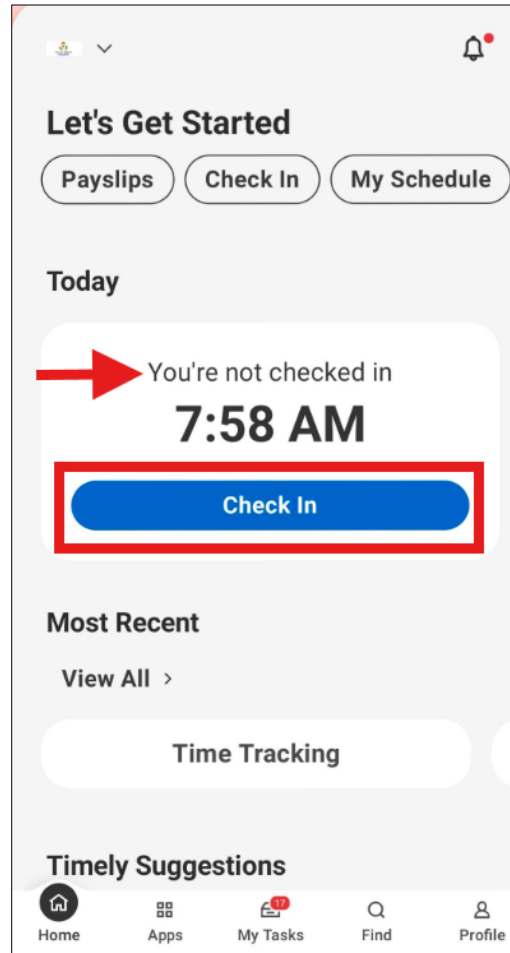 Let's Get Started
Payslips Check In My Schedule
Today
You're not checked in
7:58 AM
Check In
Most Recent
View All >
Time Tracking
Timely Suggestions
17
Home Apps My Tasks Find Profile